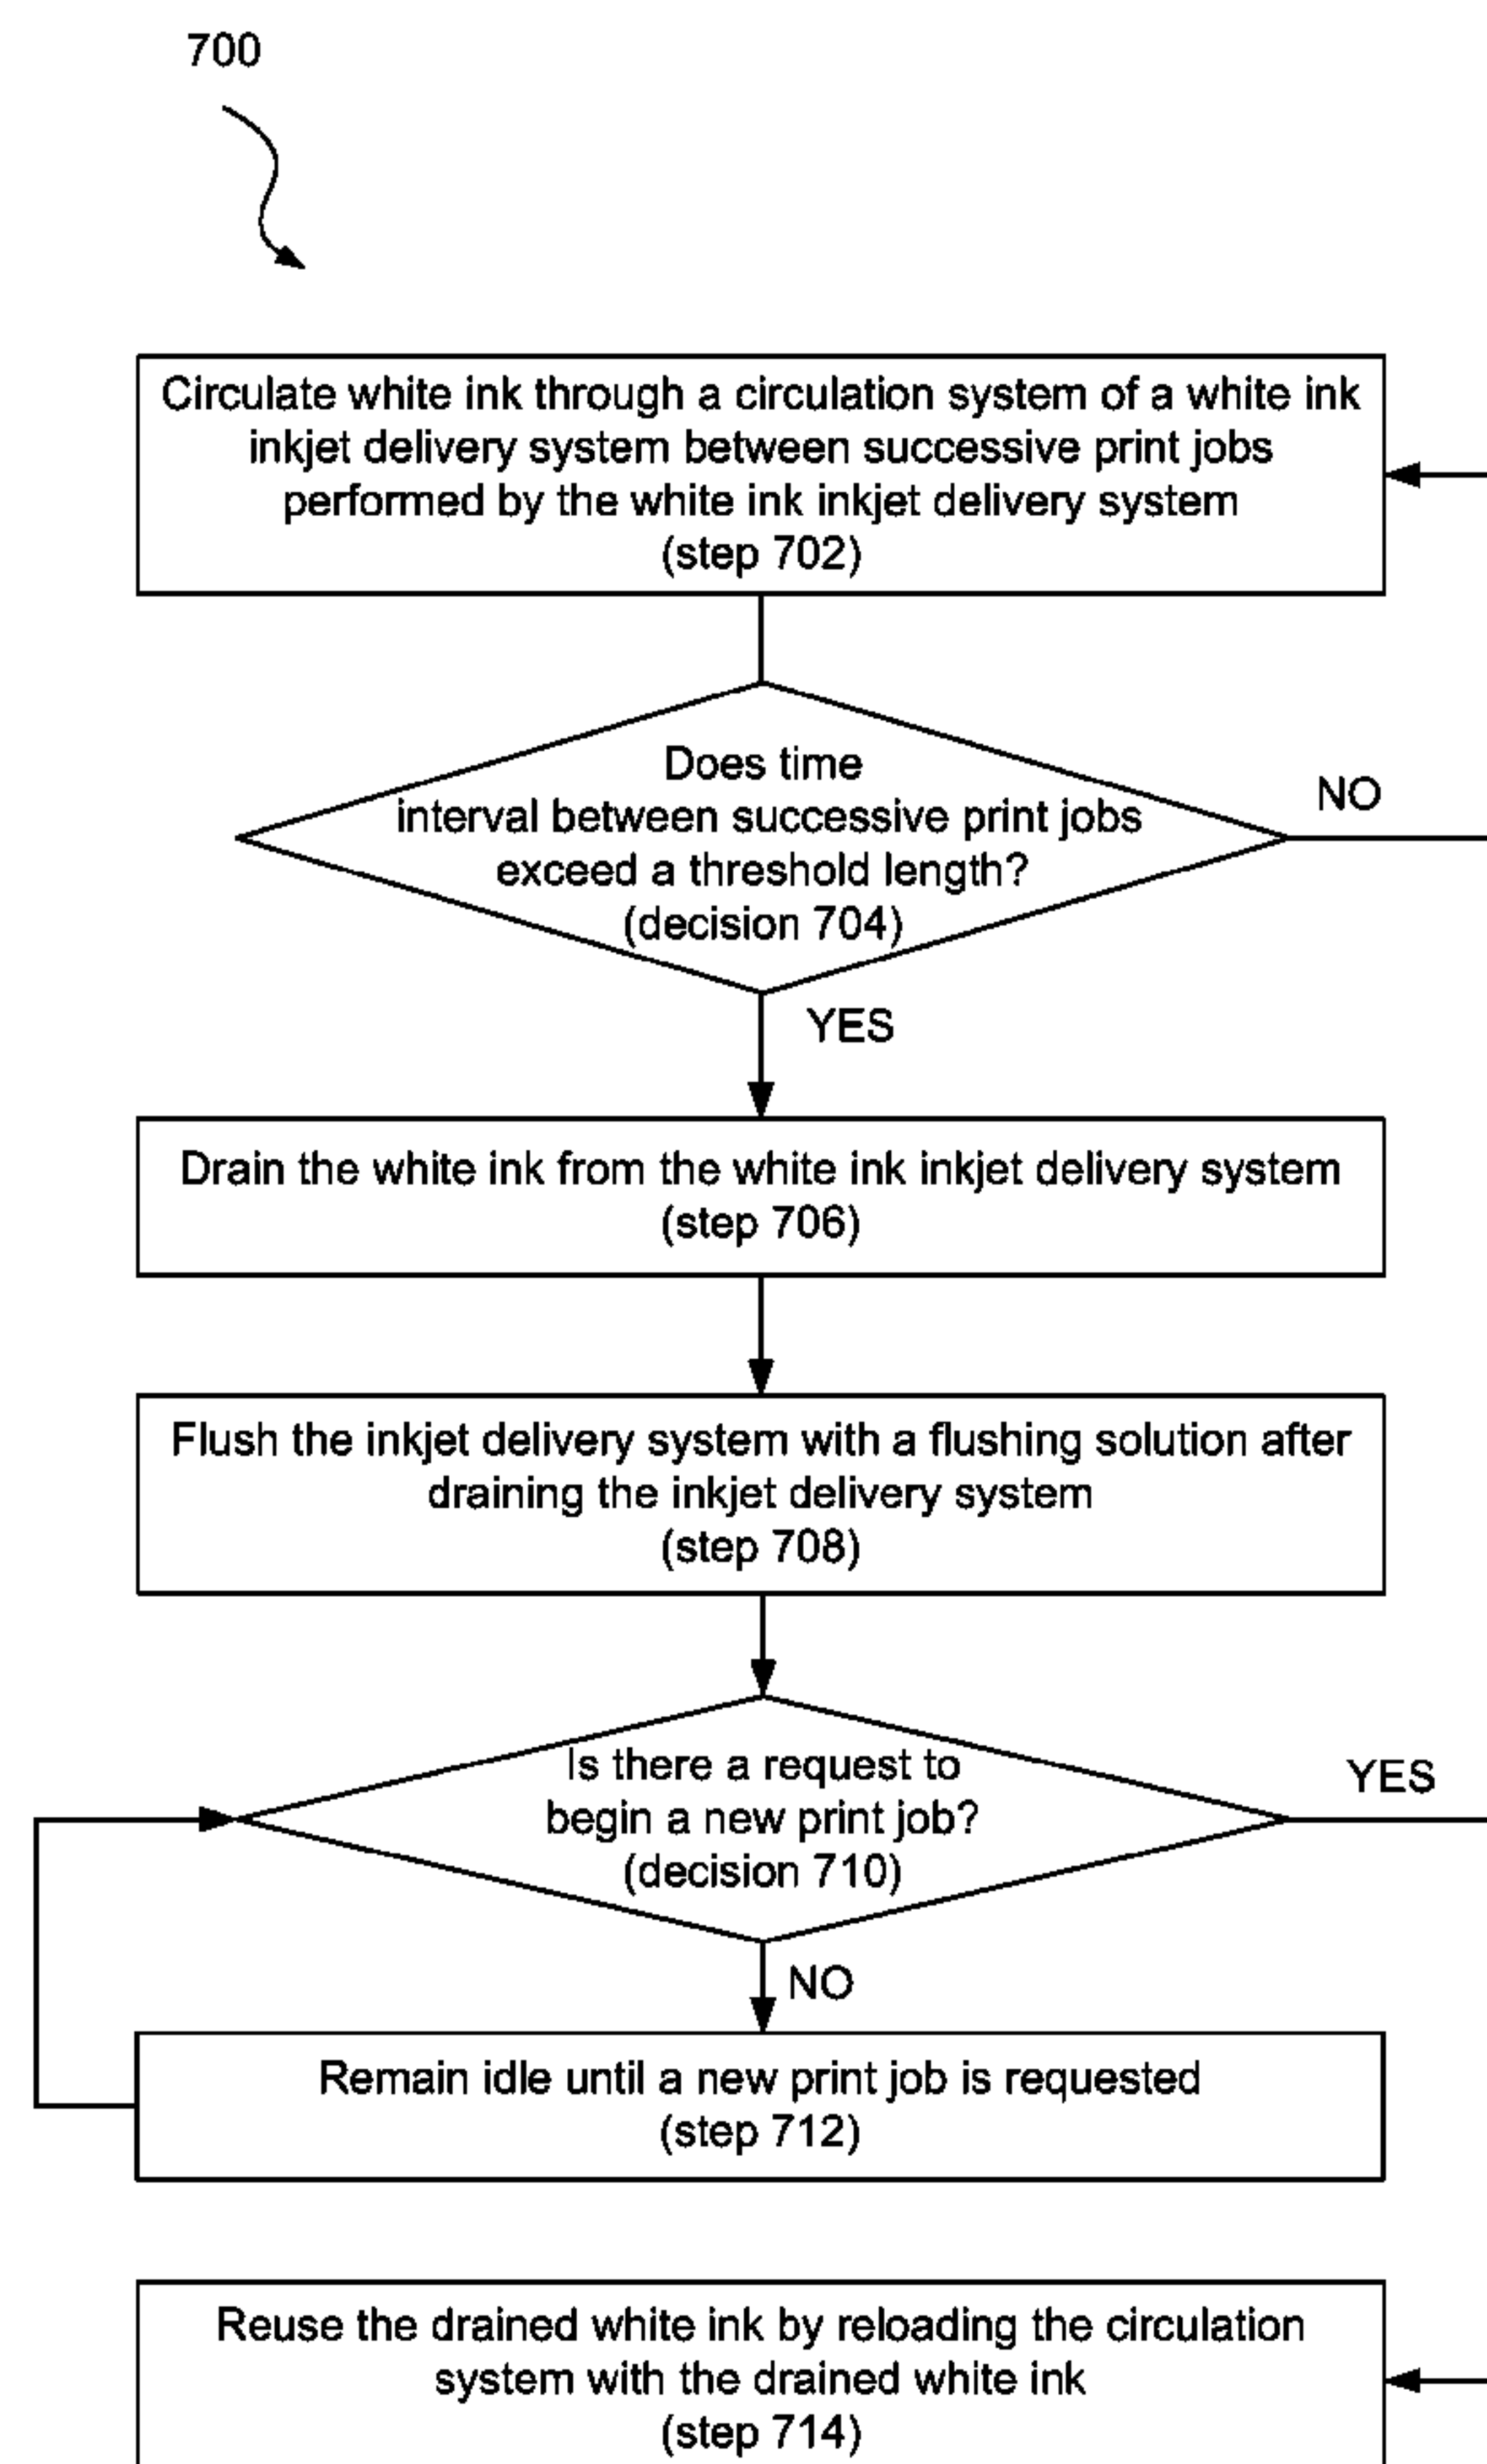 700
Circulate white ink through a circulation system of a white ink
inkjet delivery system between successive print jobs
performed by the white ink inkjet delivery system
(step 702)
Does time
interval between successive print jobs
exceed a threshold length?
(decision 704)
NO
YES
Drain the white ink from the white ink inkjet delivery system
(step 706)
Flush the inkjet delivery system with a flushing solution after
draining the inkjet delivery system
(step 708)
Is there a request to
begin a new print job?
(decision 710)
YES
NO
Remain idle until a new print job is requested
(step 712)
Reuse the drained white ink by reloading the circulation
system with the drained white ink
(step 714)